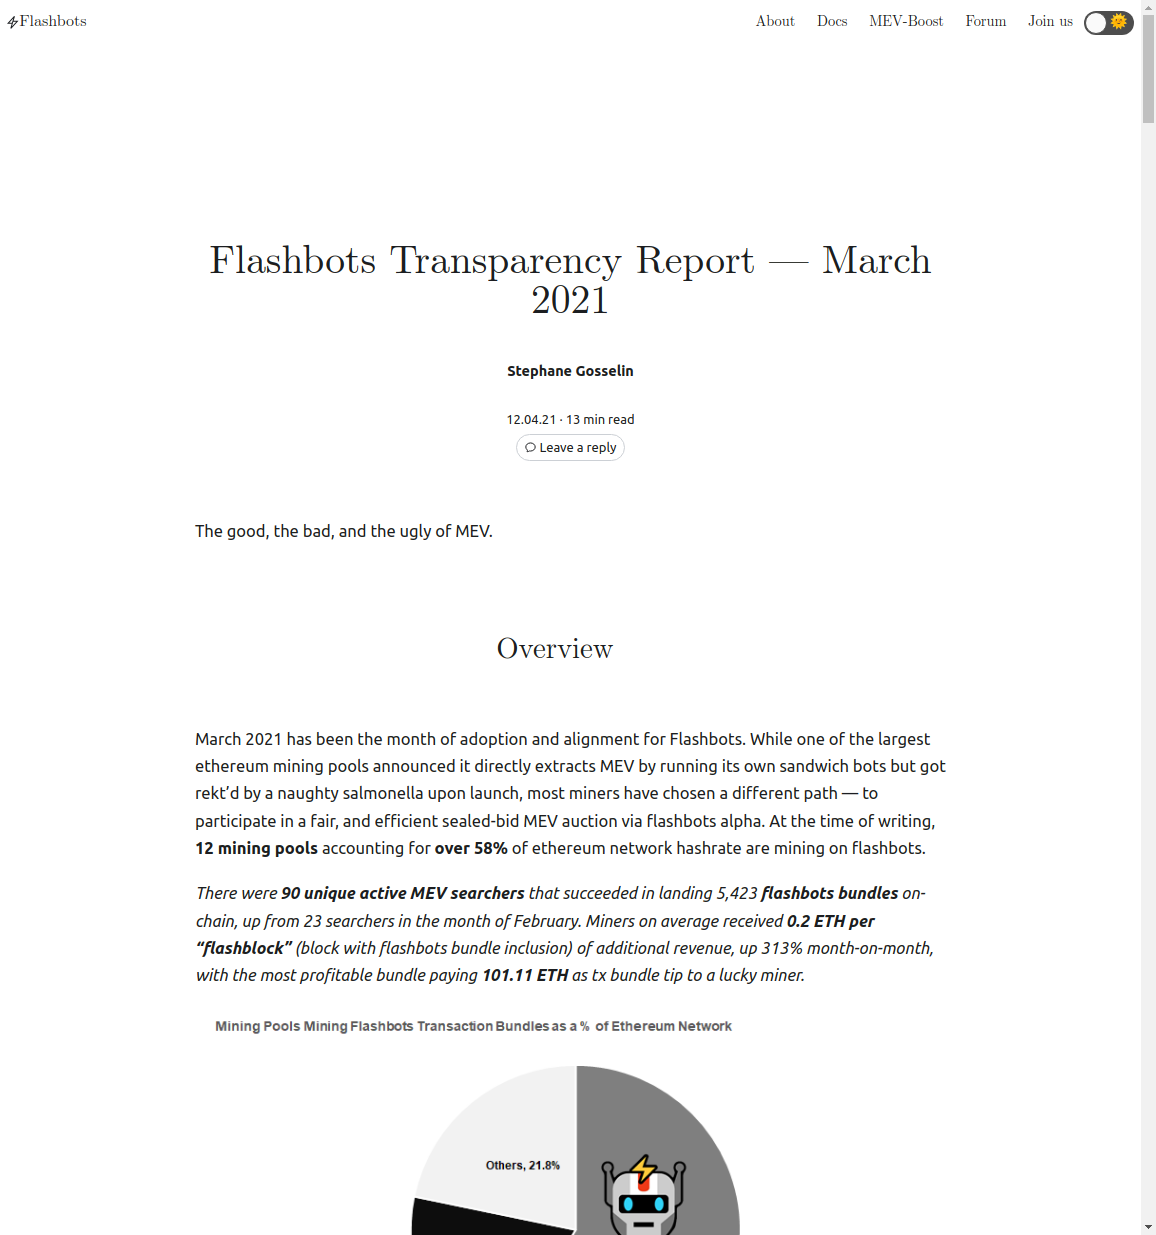 Flashbots
About Docs MEV-Boost Forum Join us
Flashbots Transparency Report — March
2021
Stephane Gosselin
12.04.21 · 13 min read
Leave a reply
The good, the bad, and the ugly of MEV.
Overview
March 2021 has been the month of adoption and alignment for Flashbots. While one of the largest
ethereum mining pools announced it directly extracts MEV by running its own sandwich bots but got
rekt’d by a naughty salmonella upon launch, most miners have chosen a different path — to
participate in a fair, and efficient sealed-bid MEV auction via flashbots alpha. At the time of writing,
12 mining pools accounting for over 58% of ethereum network hashrate are mining on flashbots.
There were 90 unique active MEV searchers that succeeded in landing 5,423 flashbots bundles on-
chain, up from 23 searchers in the month of February. Miners on average received 0.2 ETH per
“flashblock” (block with flashbots bundle inclusion) of additional revenue, up 313% month-on-month,
with the most profitable bundle paying 101.11 ETH as tx bundle tip to a lucky miner.
Mining Pools Mining Flashbots Transaction Bundles as a % of Ethereum Network
Others, 21.8%